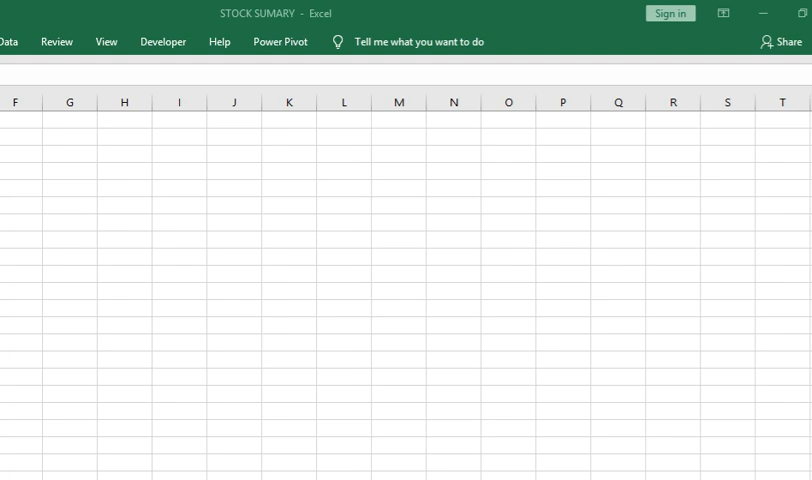 STOCK SUMARY - Excel
Sign in
Data Review View Developer Help Power Pivot Tell me what you want to do Share
F G H I J K L M N O P Q R S T